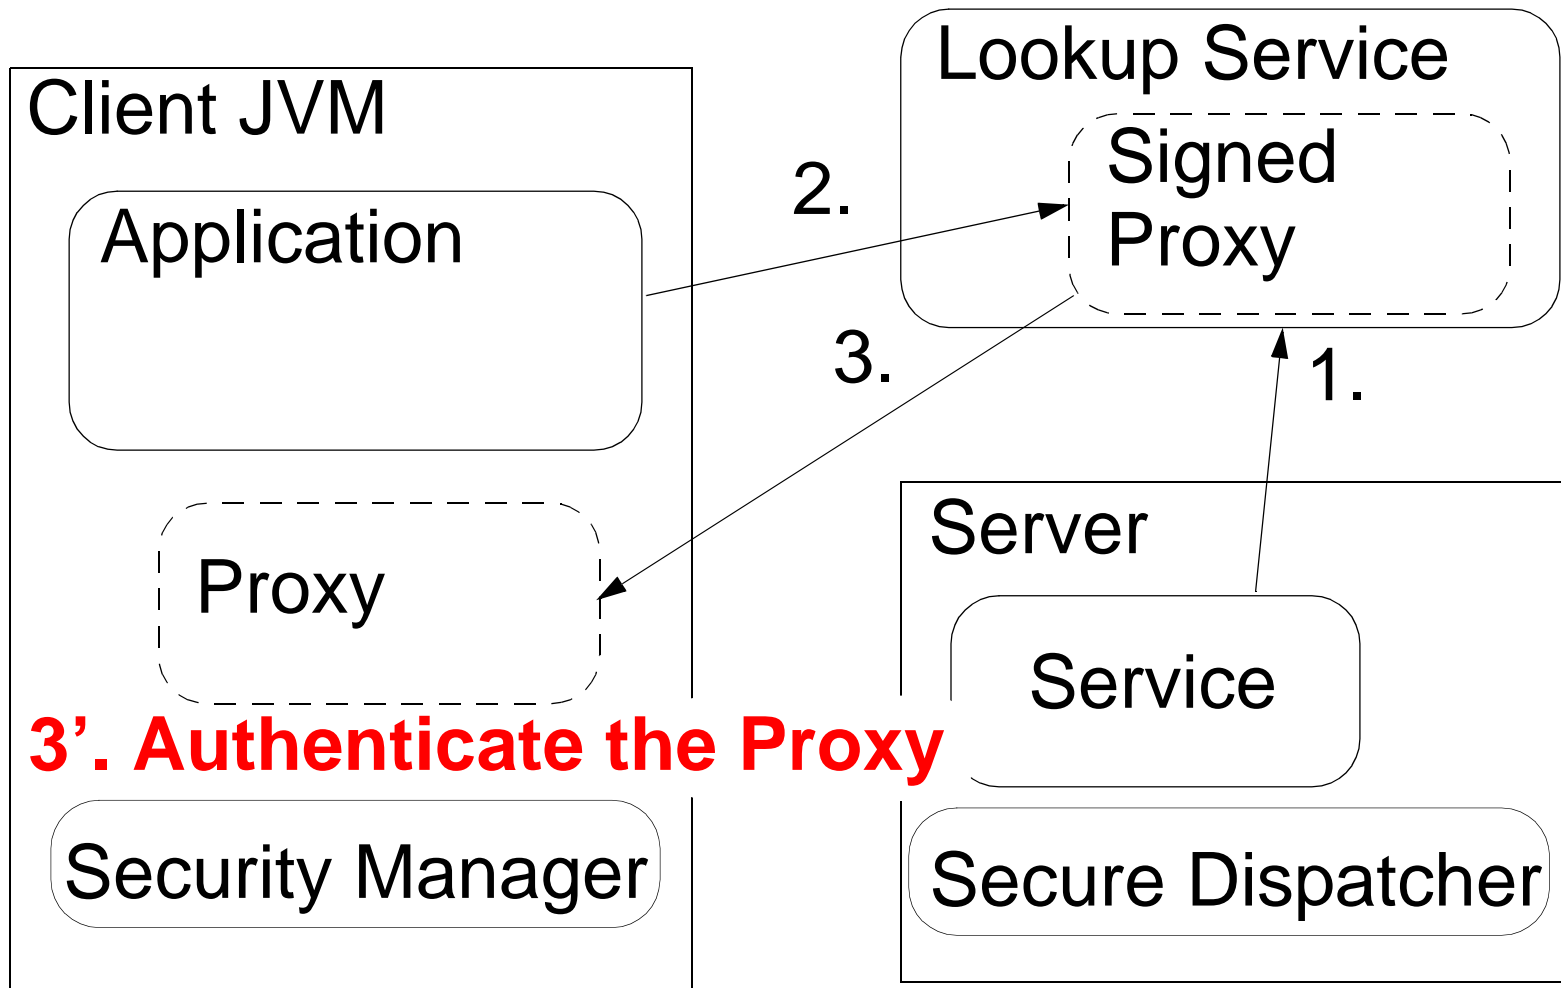 Lookup Service
Client JVM
Signed
Proxy
2.
Application
3.
1.
Server
Proxy
Service
3’. Authenticate the Proxy
Security Manager
Secure Dispatcher